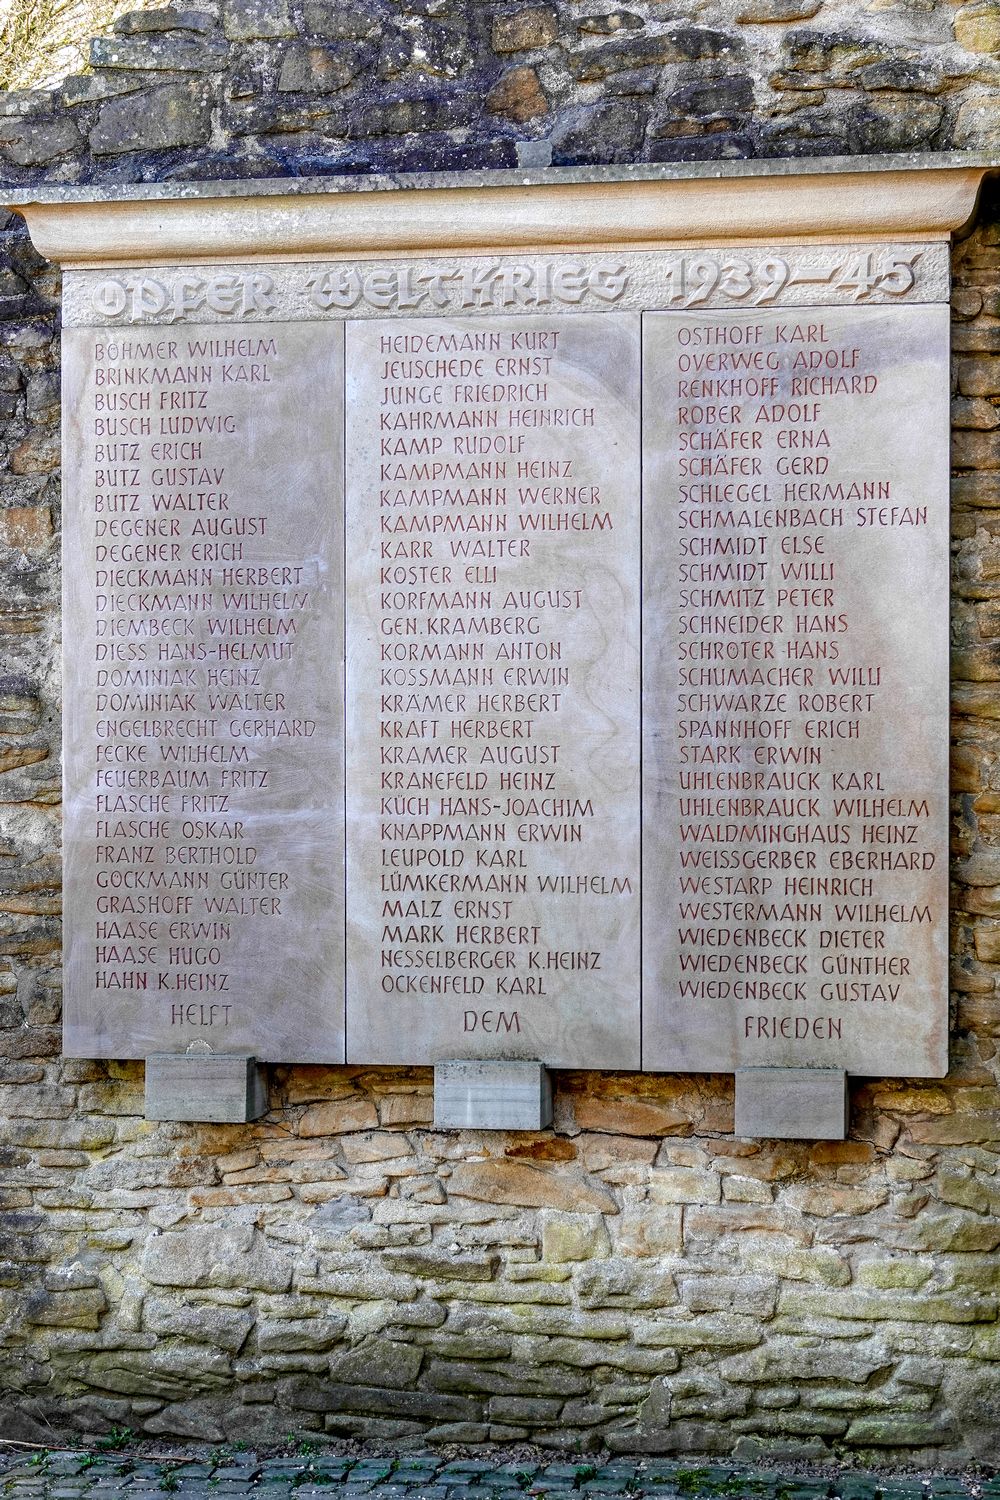 OPFER WELTKRIEG 1939–45
BÖHMER WILHELM
BRINKMANN KARL
BUSCH FRITZ
BUSCH LUDWIG
BUTZ ERICH
BUTZ GUSTAV
BUTZ WALTER
DEGENER AUGUST
DEGENER ERICH
DIECKMANN HERBERT
DIECKMANN WILHELM
DIEMBECK WILHELM
DIESS HANS-HELMUT
DOMINIAK HEINZ
DOMINIAK WALTER
ENGELBRECHT GERHARD
FECKE WILHELM
FEUERBAUM FRITZ
FLASCHE FRITZ
FLASCHE OSKAR
FRANZ BERTHOLD
GÖCKMANN GÜNTER
GRASHOFF WALTER
HAASE ERWIN
HAASE HUGO
HAHN K.HEINZ
HELFT
HEIDEMANN KURT
JEUSCHEDE ERNST
JUNGE FRIEDRICH
KAHRMANN HEINRICH
KAMP RUDOLF
KAMPMANN HEINZ
KAMPMANN WERNER
KAMPMANN WILHELM
KARR WALTER
KOSTER ELLI
KORFMANN AUGUST
GEN.KRAMBERG
KORMANN ANTON
KOSSMANN ERWIN
KRÄMER HERBERT
KRAFT HERBERT
KRAMER AUGUST
KRANEFELD HEINZ
KÜCH HANS-JOACHIM
KNAPPMANN ERWIN
LEUPOLD KARL
LÜMKERMANN WILHELM
MALZ ERNST
MARK HERBERT
NESSELBERGER K.HEINZ
OCKENFELD KARL
DEM
OSTHOFF KARL
OVERWEG ADOLF
RENKHOFF RICHARD
ROBER ADOLF
SCHÄFER ERNA
SCHÄFER GERD
SCHLEGEL HERMANN
SCHMALENBACH STEFAN
SCHMIDT ELSE
SCHMIDT WILLI
SCHMITZ PETER
SCHNEIDER HANS
SCHRÖTER HANS
SCHUMACHER WILLI
SCHWARZE ROBERT
SPANNHOFF ERICH
STARK ERWIN
UHLENBRAUCK KARL
UHLENBRAUCK WILHELM
WALDMINGHAUS HEINZ
WEISSGERBER EBERHARD
WESTARP HEINRICH
WESTERMANN WILHELM
WIEDENBECK DIETER
WIEDENBECK GÜNTHER
WIEDENBECK GUSTAV
FRIEDEN